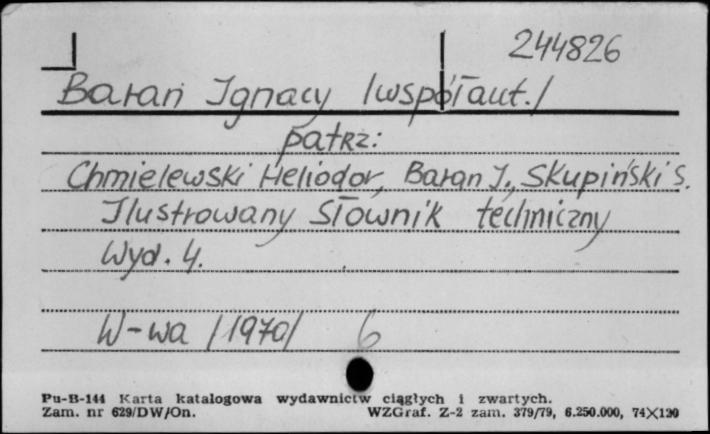 244826
Barań Ignacy /współaut./
patrz:
Chmielewski Heliodor, Baran J., Skupiński S.
Ilustrowany Słownik techniczny
Wyd. 4.
W-wa /1970/ 6
Pu-B-144 Karta katalogowa wydawnictw ciągłych i zwartych.
Zam. nr 629/DW/On. WZGraf. Z-2 zam. 379/79, 6.250.000, 74×120